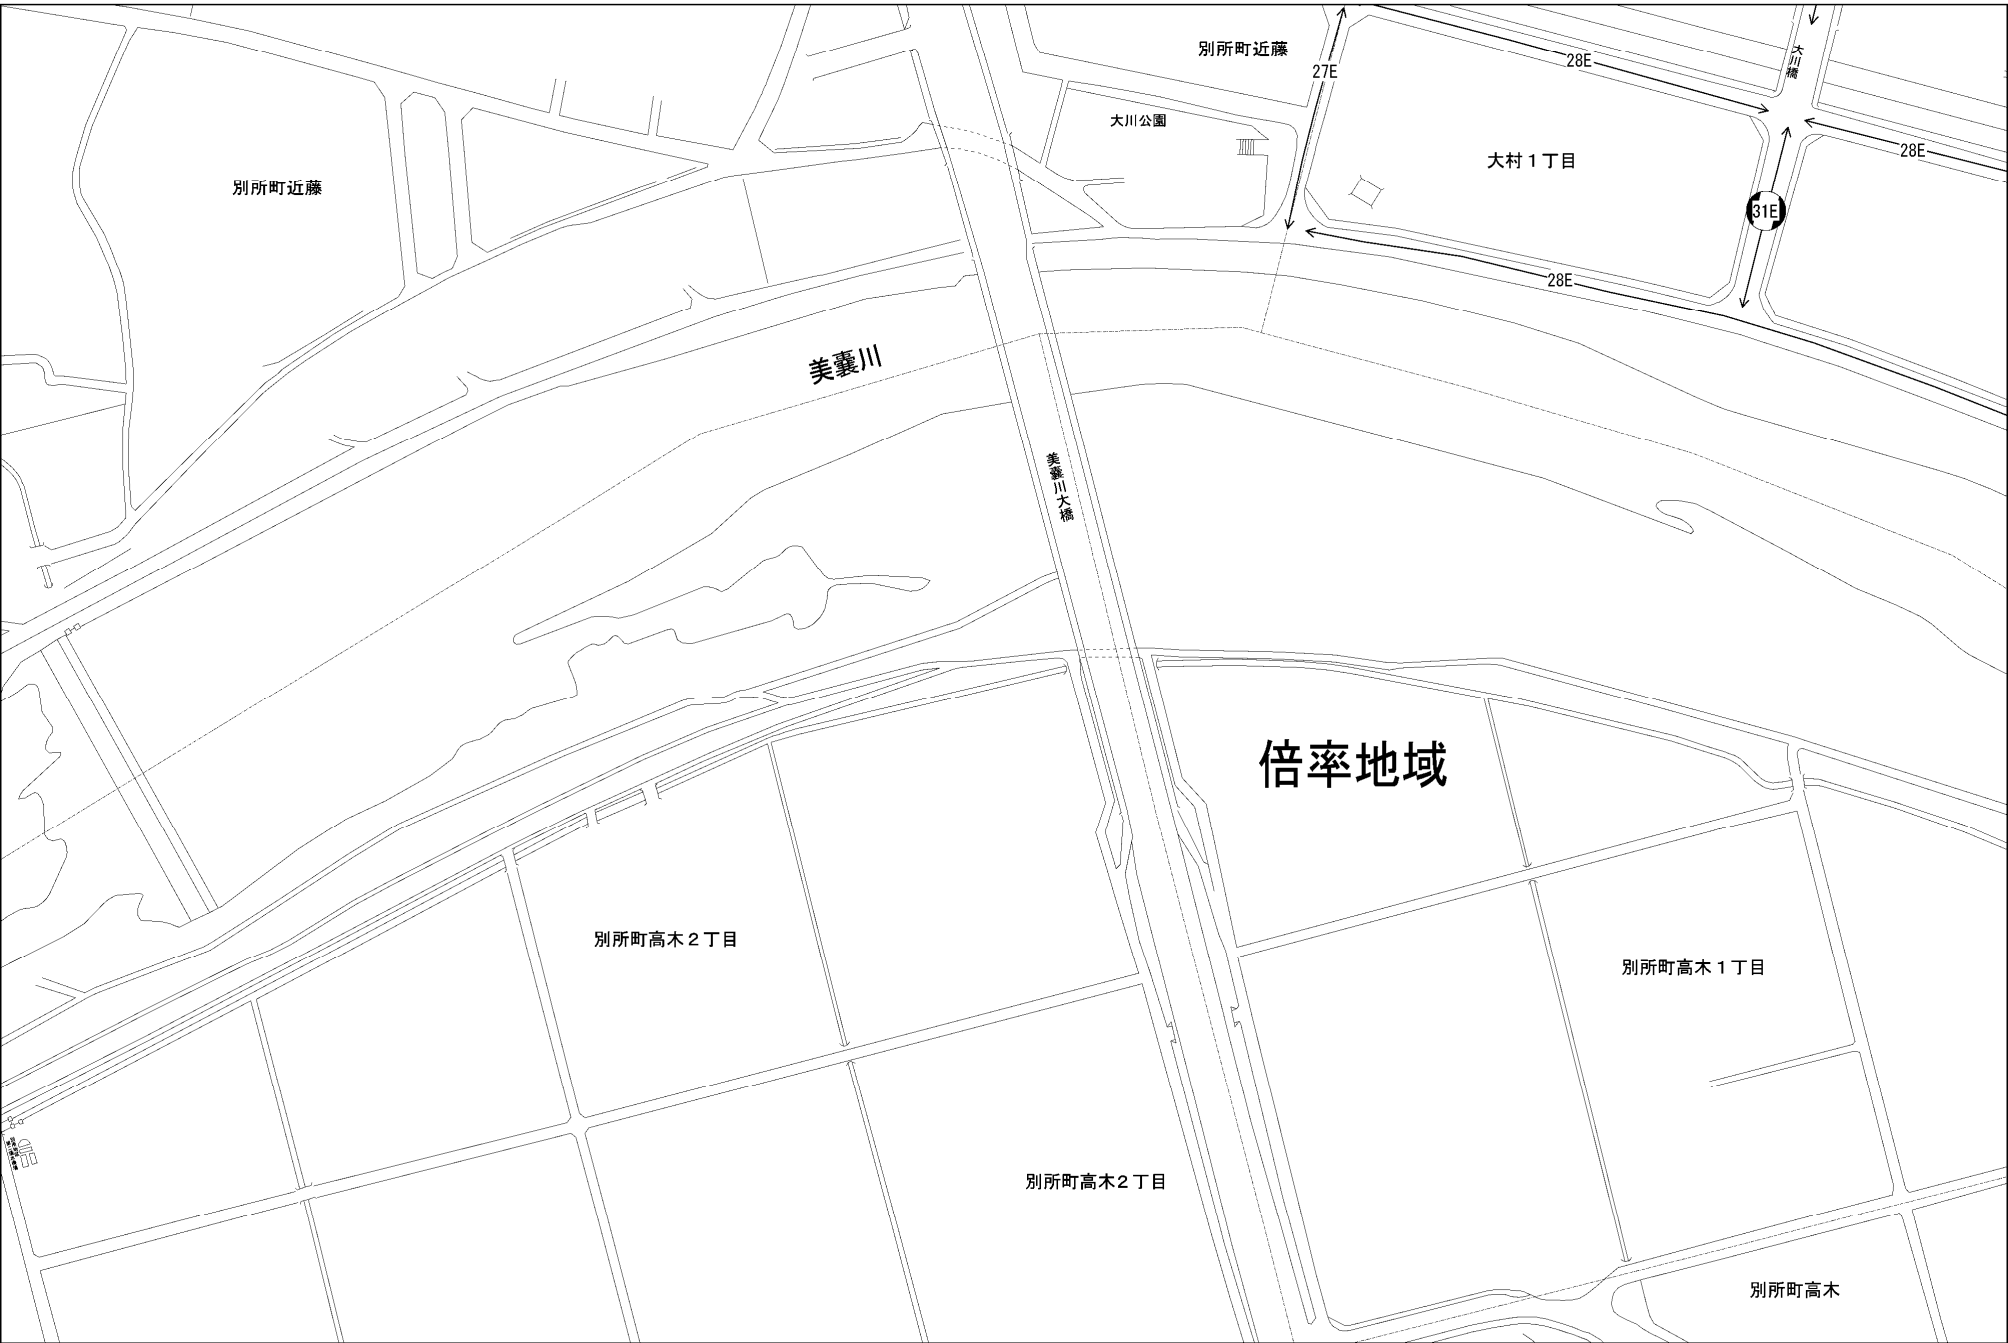 別所町近藤
27E
28E
大川橋
大川公園
大村1丁目
28E
別所町近藤
31E
28E
美嚢川
美嚢川大橋
倍率地域
別所町高木2丁目
別所町高木1丁目
別所町高木2丁目
別所町高木